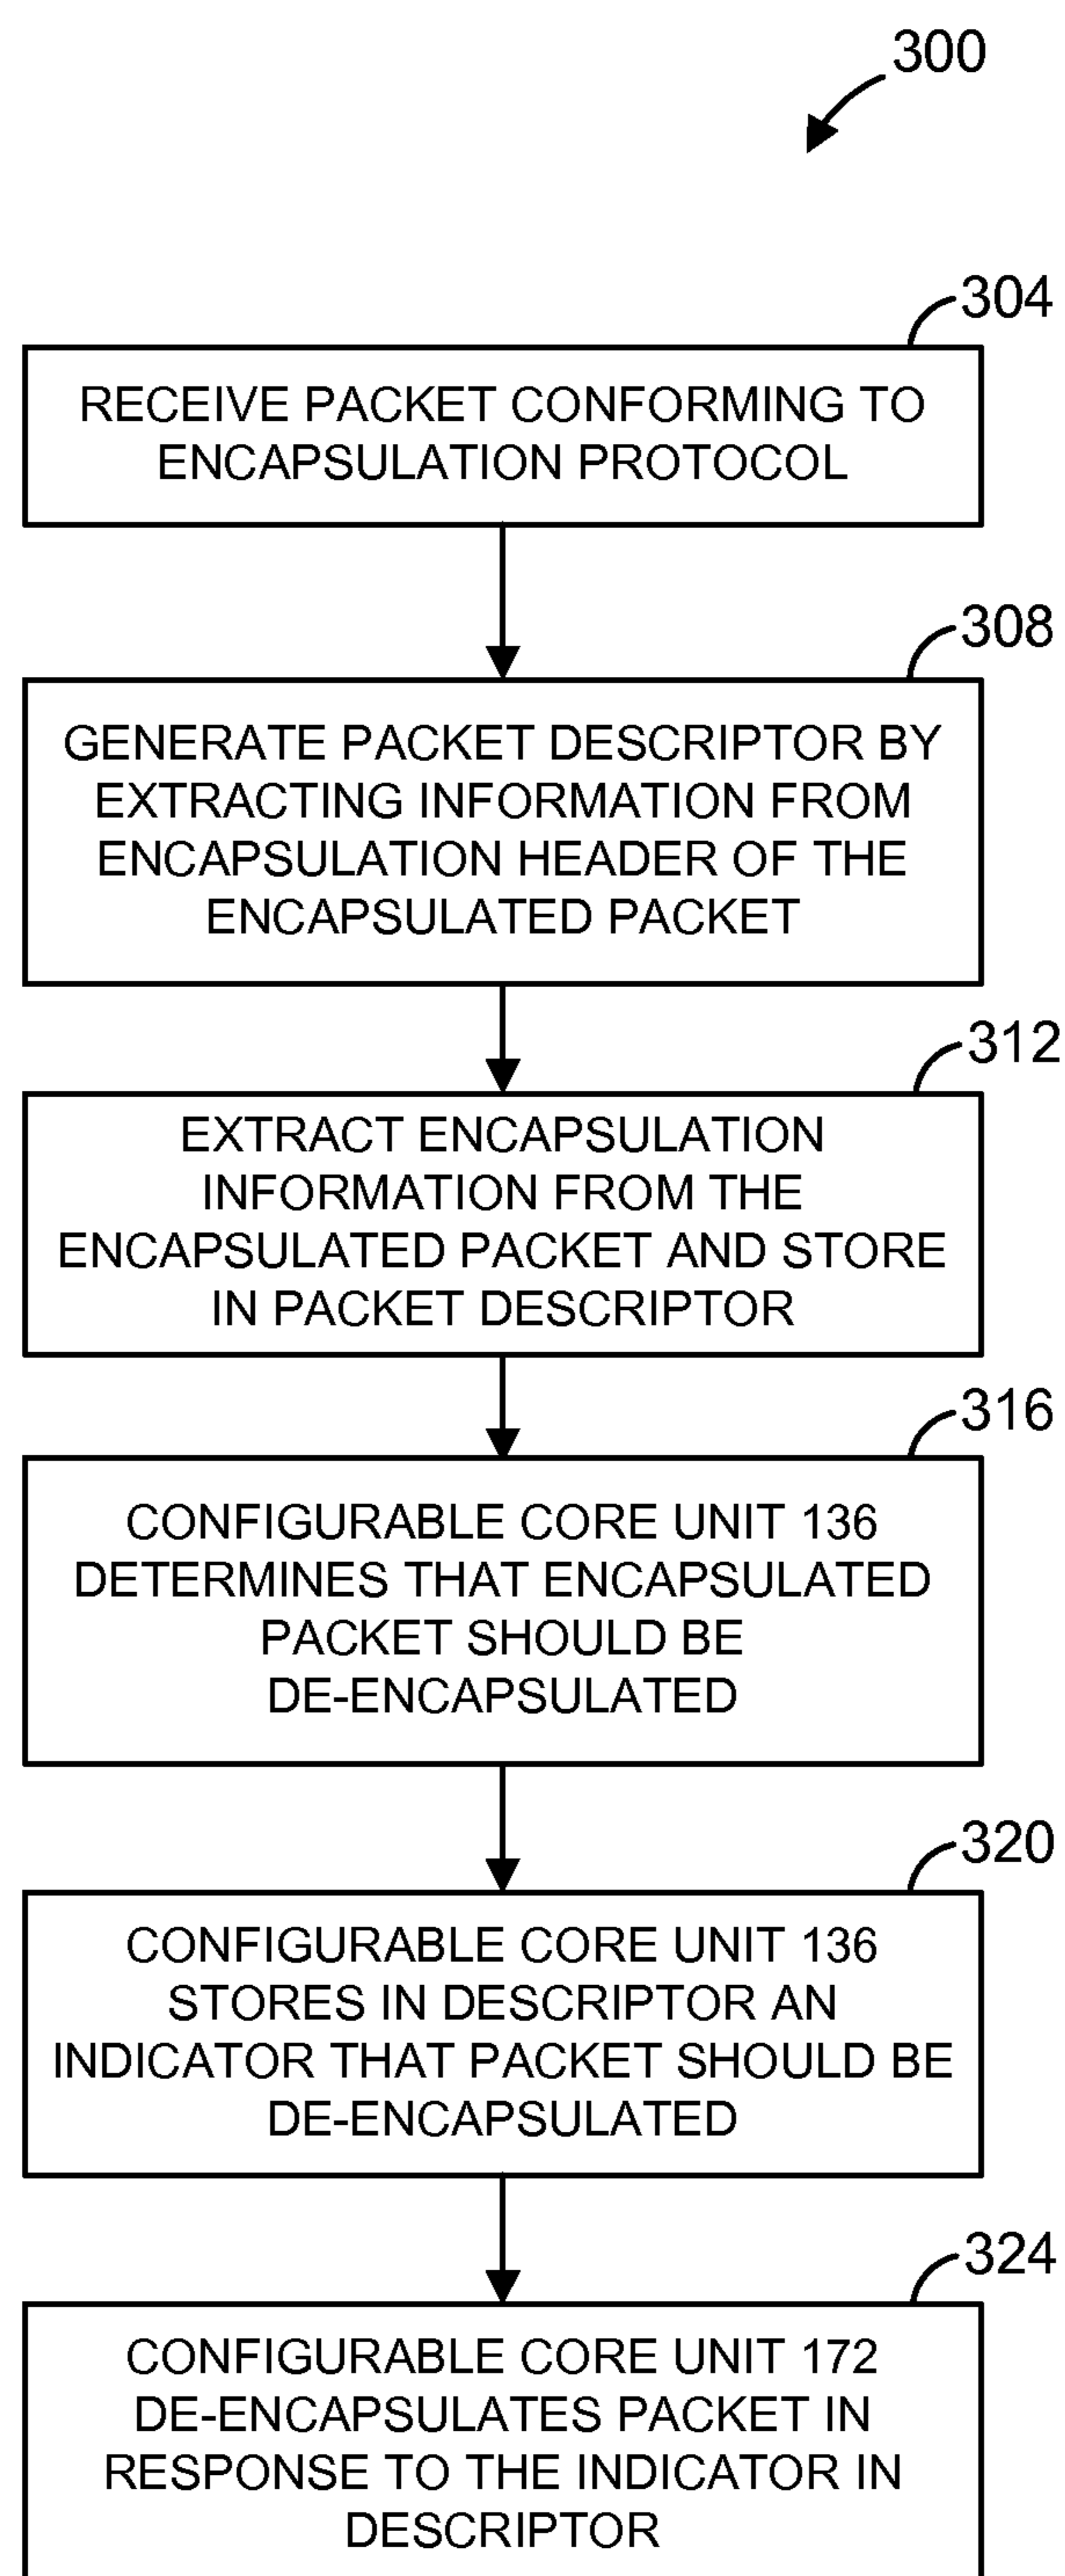 300
304
RECEIVE PACKET CONFORMING TO
ENCAPSULATION PROTOCOL
308
GENERATE PACKET DESCRIPTOR BY
EXTRACTING INFORMATION FROM
ENCAPSULATION HEADER OF THE
ENCAPSULATED PACKET
312
EXTRACT ENCAPSULATION
INFORMATION FROM THE
ENCAPSULATED PACKET AND STORE
IN PACKET DESCRIPTOR
316
CONFIGURABLE CORE UNIT 136
DETERMINES THAT ENCAPSULATED
PACKET SHOULD BE
DE-ENCAPSULATED
320
CONFIGURABLE CORE UNIT 136
STORES IN DESCRIPTOR AN
INDICATOR THAT PACKET SHOULD BE
DE-ENCAPSULATED
324
CONFIGURABLE CORE UNIT 172
DE-ENCAPSULATES PACKET IN
RESPONSE TO THE INDICATOR IN
DESCRIPTOR